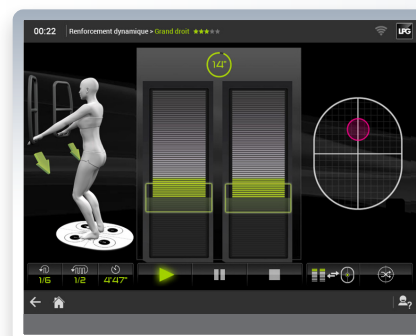 00:22 Renforcement dynamique > Grand droit ★★★★★ LPG
14"
1/6 1/2 4'47"
?